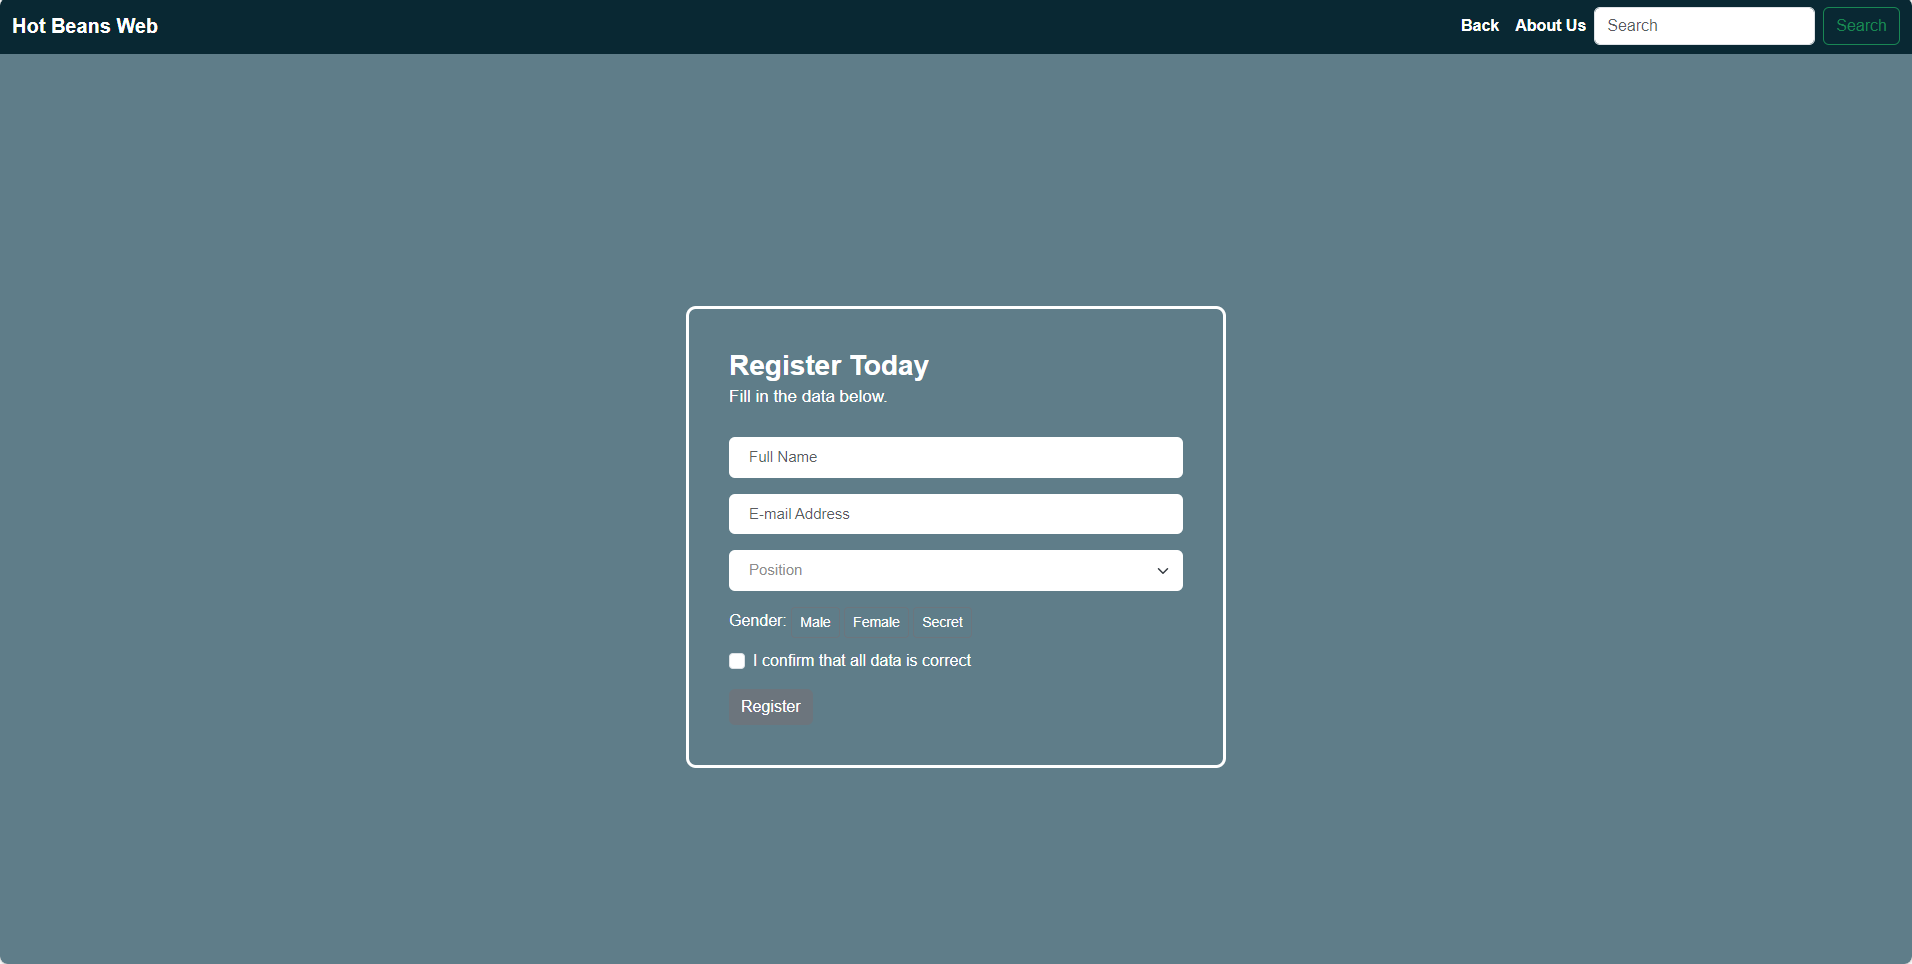 Hot Beans Web Back About Us Search Search
Register Today
Fill in the data below.
Full Name
E-mail Address
Position
Gender: Male Female Secret
I confirm that all data is correct
Register